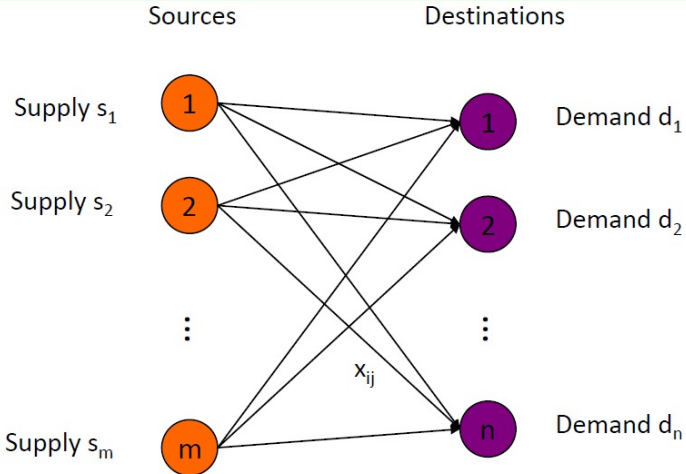 Sources Destinations
Supply s₁ 1 1 Demand d₁
Supply s₂ 2 2 Demand d₂
⋮ ⋮
xᵢⱼ
Supply sₘ m n Demand dₙ